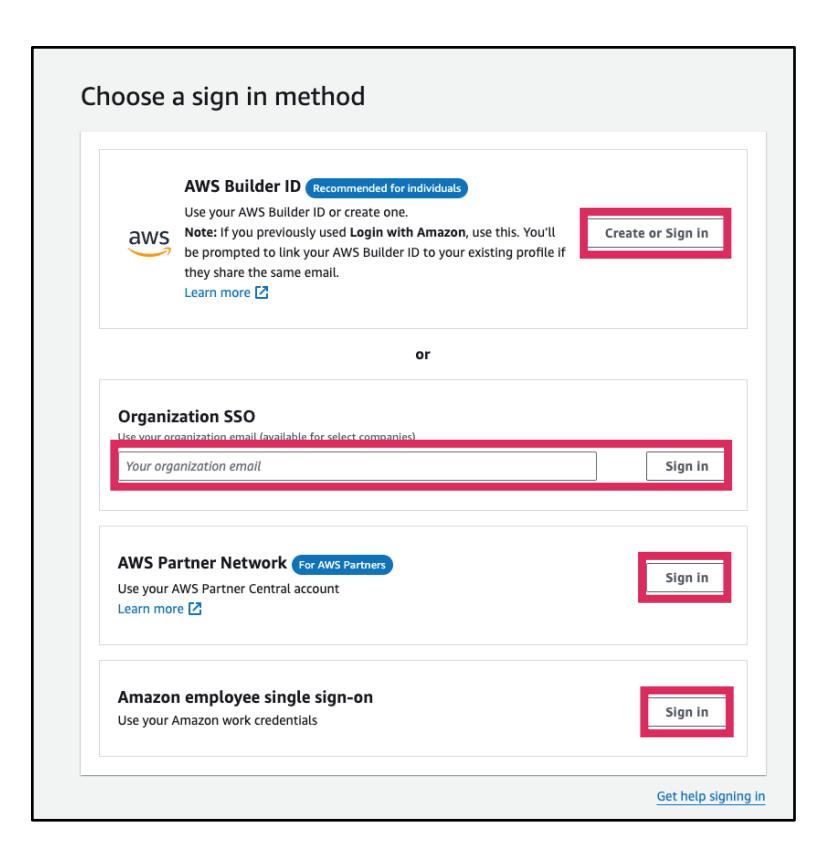 Choose a sign in method
AWS Builder ID Recommended for individuals
Use your AWS Builder ID or create one.
Note: If you previously used Login with Amazon, use this. You'll
be prompted to link your AWS Builder ID to your existing profile if
they share the same email.
Learn more
aws
Create or Sign in
or
Organization SSO
Use your organization email (available for select companies)
Your organization email
Sign in
AWS Partner Network For AWS Partners
Use your AWS Partner Central account
Learn more
Sign in
Amazon employee single sign-on
Use your Amazon work credentials
Sign in
Get help signing in